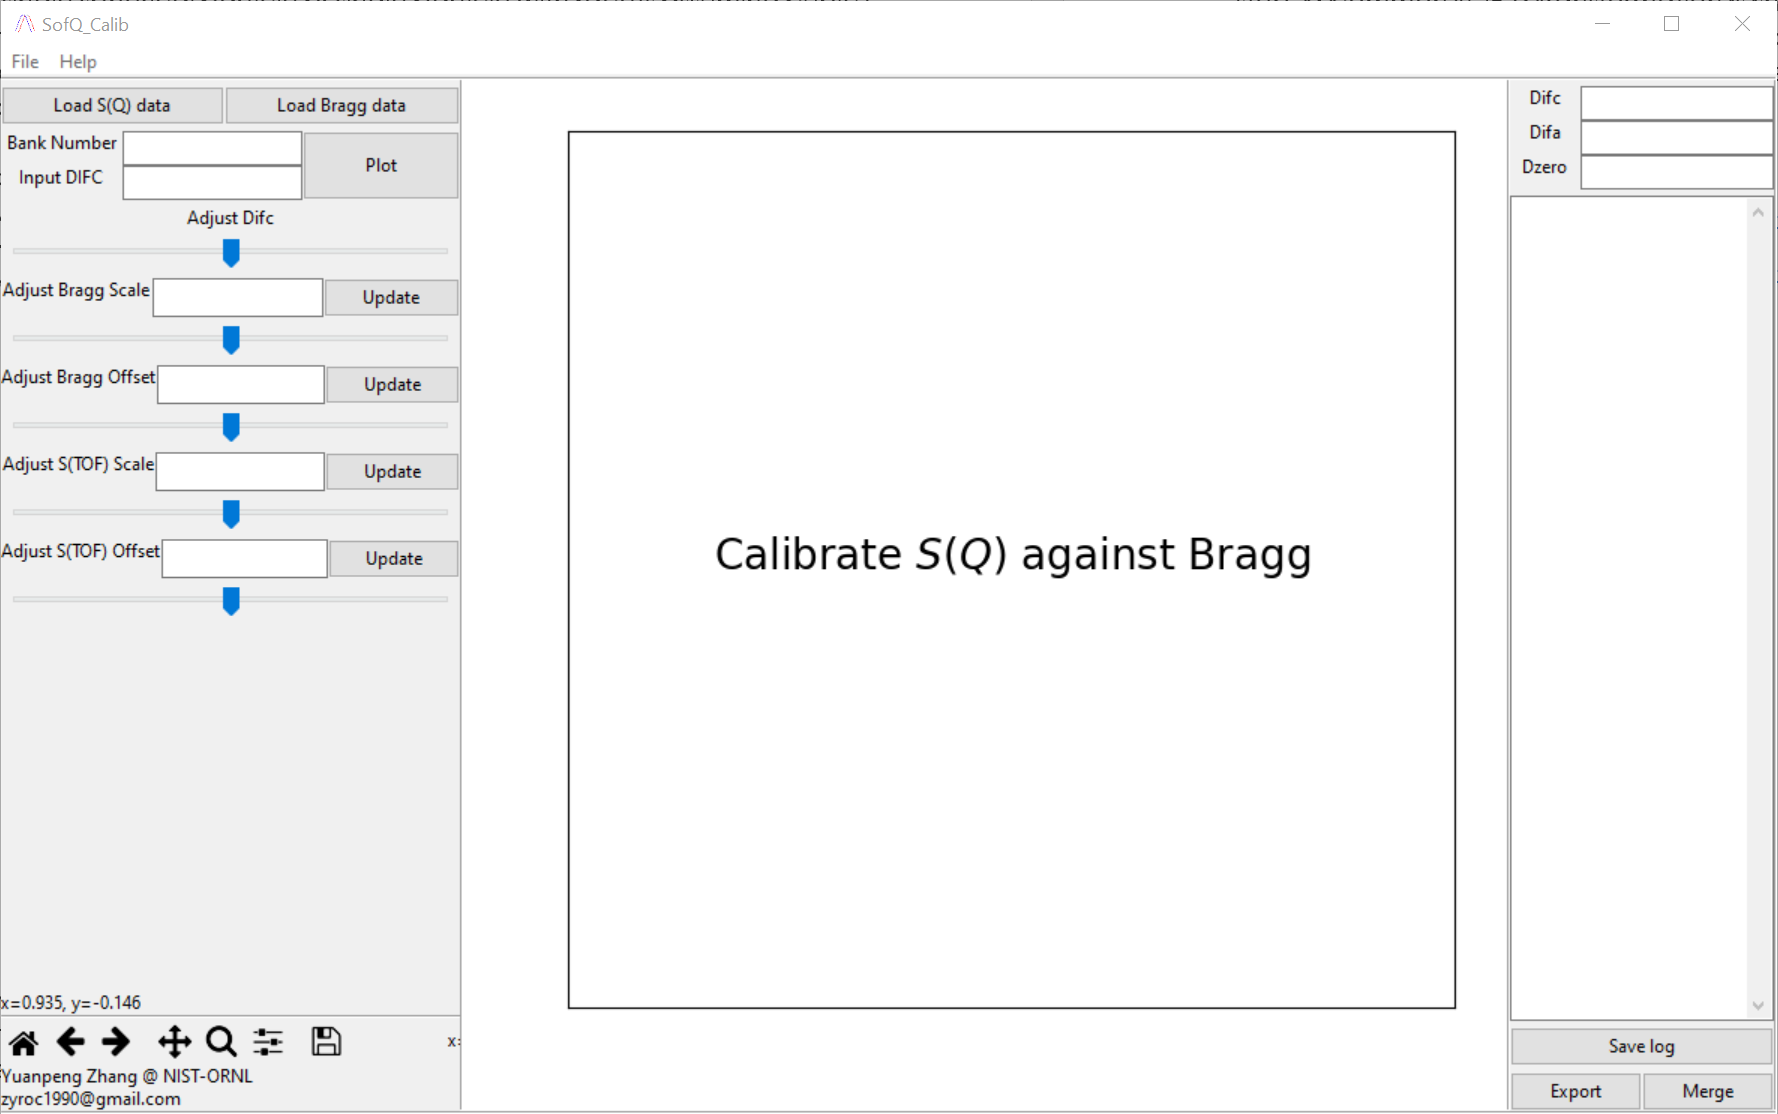 SofQ_Calib
File Help
Load S(Q) data Load Bragg data
Bank Number
Input DIFC
Plot
Adjust Difc
Adjust Bragg Scale Update
Adjust Bragg Offset Update
Adjust S(TOF) Scale Update
Adjust S(TOF) Offset Update
x=0.935, y=-0.146
x:
Yuanpeng Zhang @ NIST-ORNL
zyroc1990@gmail.com
Calibrate S(Q) against Bragg
Difc
Difa
Dzero
Save log
Export Merge